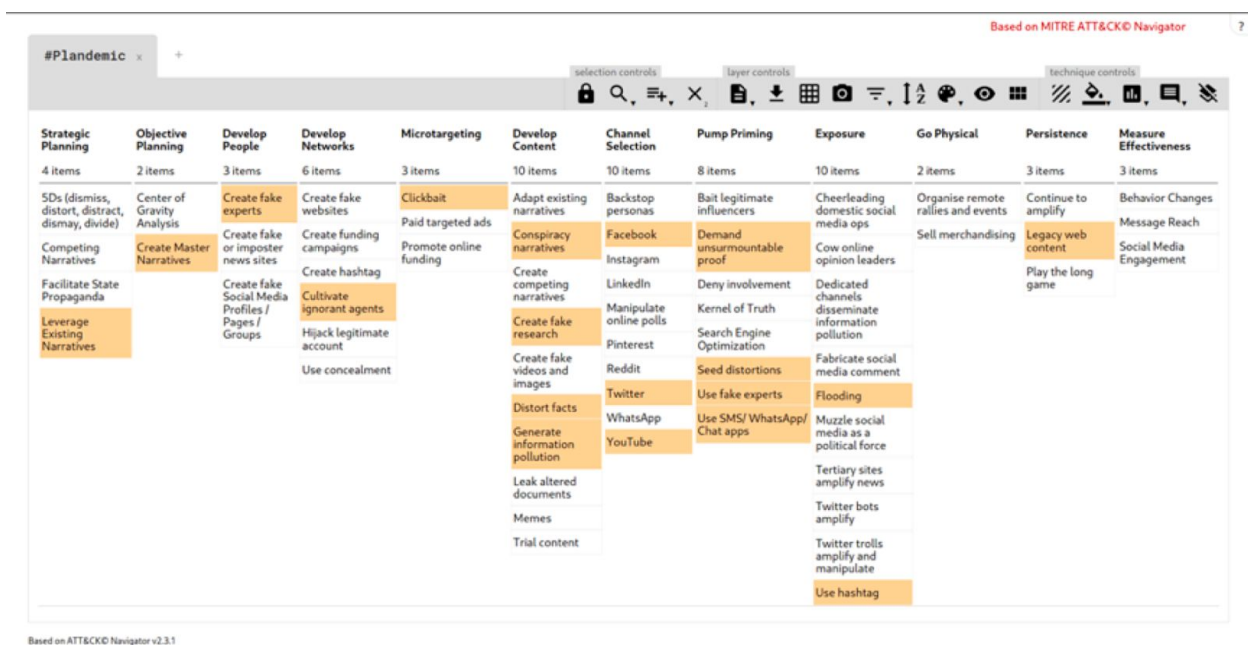 Based on MITRE ATT&CK© Navigator
?
#Plandemic x +
selection controls
layer controls
technique controls
Strategic
Planning
4 items
5Ds (dismiss,
distort, distract,
dismay, divide)
Competing
Narratives
Facilitate State
Propaganda
Leverage
Existing
Narratives
Objective
Planning
2 items
Center of
Gravity
Analysis
Create Master
Narratives
Develop
People
3 items
Create fake
experts
Create fake
or imposter
news sites
Create fake
Social Media
Profiles /
Pages /
Groups
Develop
Networks
6 items
Create fake
websites
Create funding
campaigns
Create hashtag
Cultivate
ignorant agents
Hijack legitimate
account
Use concealment
Microtargeting
3 items
Clickbait
Paid targeted ads
Promote online
funding
Develop
Content
10 items
Adapt existing
narratives
Conspiracy
narratives
Create
competing
narratives
Create fake
research
Create fake
videos and
images
Distort facts
Generate
information
pollution
Leak altered
documents
Memes
Trial content
Channel
Selection
10 items
Backstop
personas
Facebook
Instagram
LinkedIn
Manipulate
online polls
Pinterest
Reddit
Twitter
WhatsApp
YouTube
Pump Priming
8 items
Bait legitimate
influencers
Demand
unsurmountable
proof
Deny involvement
Kernel of Truth
Search Engine
Optimization
Seed distortions
Use fake experts
Use SMS/ WhatsApp/
Chat apps
Exposure
10 items
Cheerleading
domestic social
media ops
Cow online
opinion leaders
Dedicated
channels
disseminate
information
pollution
Fabricate social
media comment
Flooding
Muzzle social
media as a
political force
Tertiary sites
amplify news
Twitter bots
amplify
Twitter trolls
amplify and
manipulate
Use hashtag
Go Physical
2 items
Organise remote
rallies and events
Sell merchandising
Persistence
3 items
Continue to
amplify
Legacy web
content
Play the long
game
Measure
Effectiveness
3 items
Behavior Changes
Message Reach
Social Media
Engagement
Based on ATT&CK© Navigator v2.3.1